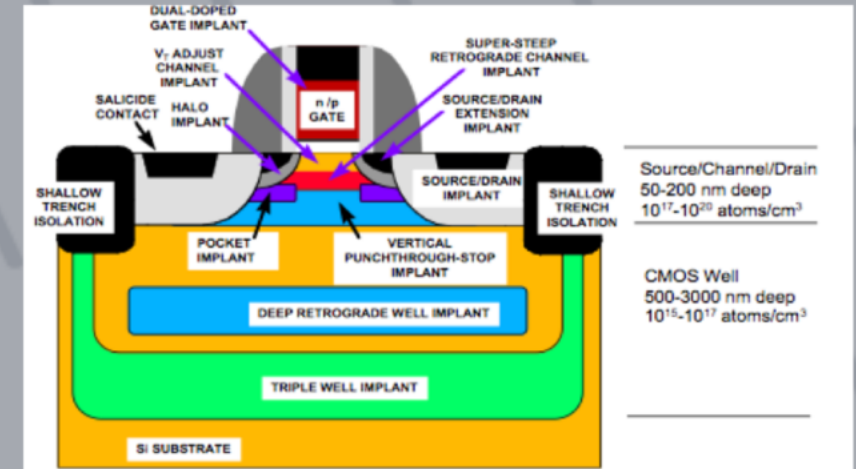 DUAL-DOPED
GATE IMPLANT
V_T ADJUST
CHANNEL
IMPLANT
SUPER-STEEP
RETROGRADE CHANNEL
IMPLANT
SALICIDE
CONTACT
HALO
IMPLANT
n /p
GATE
SOURCE/DRAIN
EXTENSION
IMPLANT
SHALLOW
TRENCH
ISOLATION
SOURCE/DRAIN
IMPLANT
SHALLOW
TRENCH
ISOLATION
Source/Channel/Drain
50-200 nm deep
10¹⁷-10²⁰ atoms/cm³
POCKET
IMPLANT
VERTICAL
PUNCHTHROUGH-STOP
IMPLANT
CMOS Well
500-3000 nm deep
10¹⁵-10¹⁷ atoms/cm³
DEEP RETROGRADE WELL IMPLANT
TRIPLE WELL IMPLANT
Si SUBSTRATE